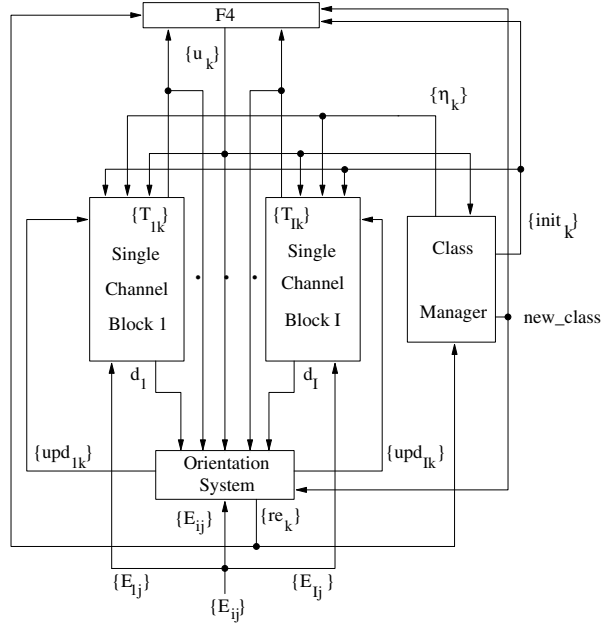 F4
{u_k}
{η_k}
{T_1k}
Single
Channel
Block 1
{T_Ik}
Single
Channel
Block I
Class
Manager
{init_k}
new_class
d_1
d_I
{upd_1k}
Orientation
System
{upd_Ik}
{E_ij}
{re_k}
{E_1j}
{E_ij}
{E_Ij}